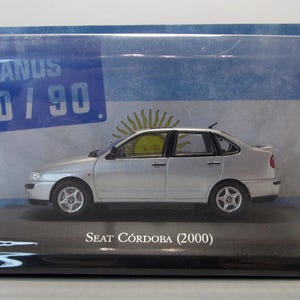 ANOS
0 / 90.
SEAT CÓRDOBA (2000)